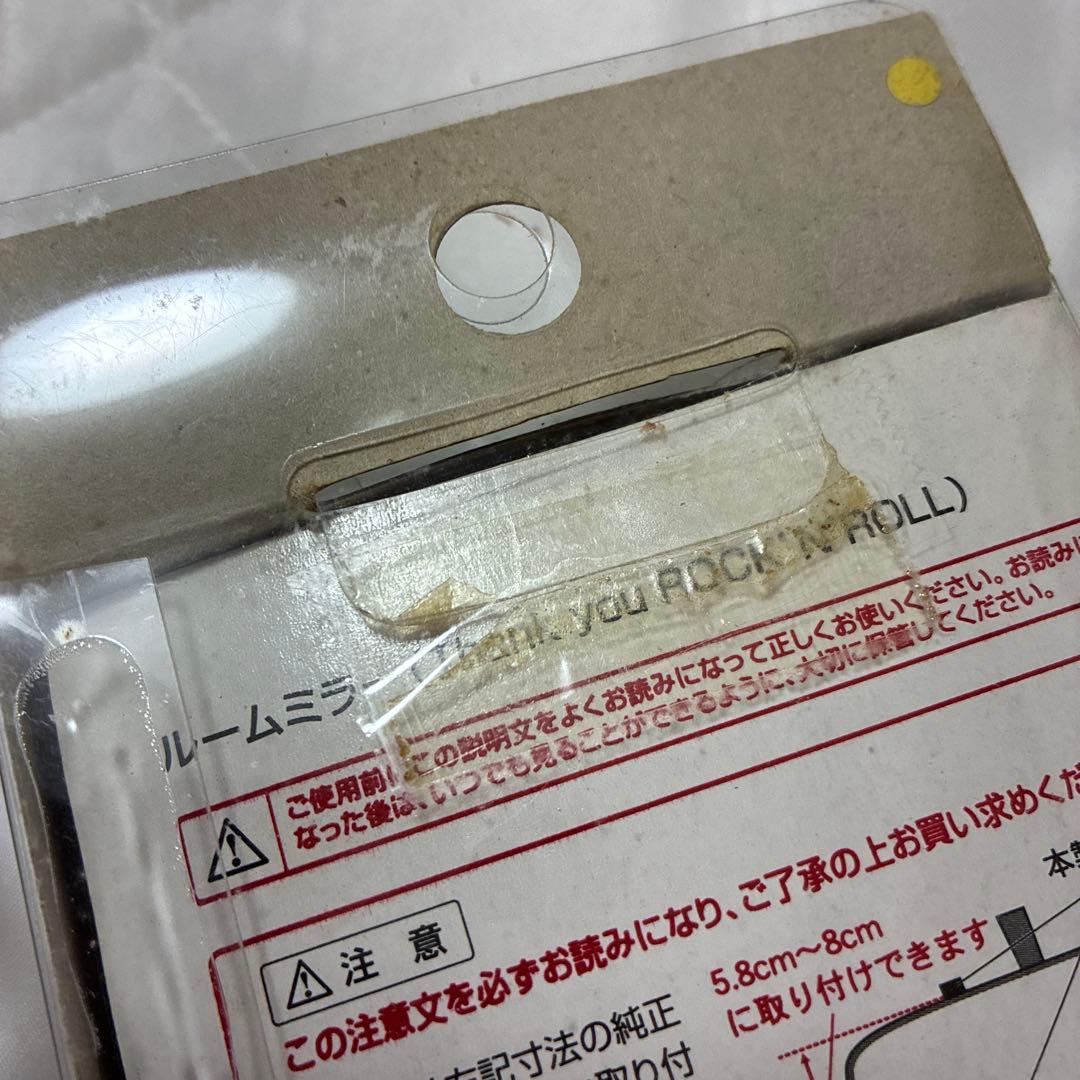 ルームミラー(Thank you ROCK'N'ROLL)
ご使用前に この説明文をよくお読みになって正しくお使いください。お読みに
なった後は、いつでも見ることができるように、大切に保管してください。
注意
この注意文を必ずお読みになり、ご了承の上お買い求めくだ
本製
5.8cm〜8cm
に取り付けできます
左記寸法の純正
取り付